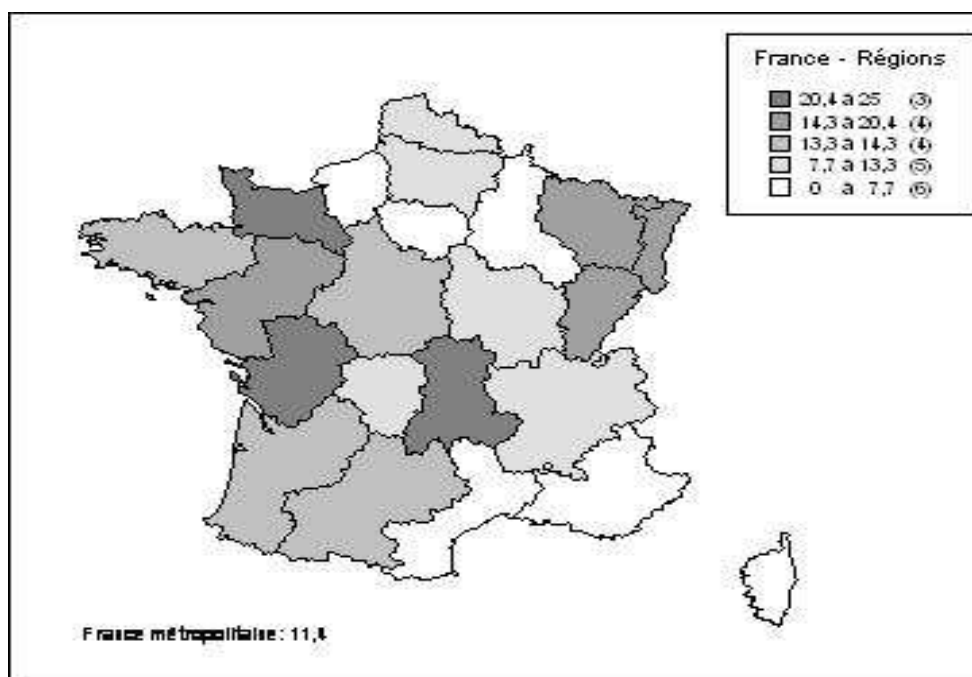 France - Régions
20,4 à 25 (3)
14,3 à 20,4 (4)
13,3 à 14,3 (4)
7,7 à 13,3 (5)
0 à 7,7 (6)
France métropolitaine: 11,4